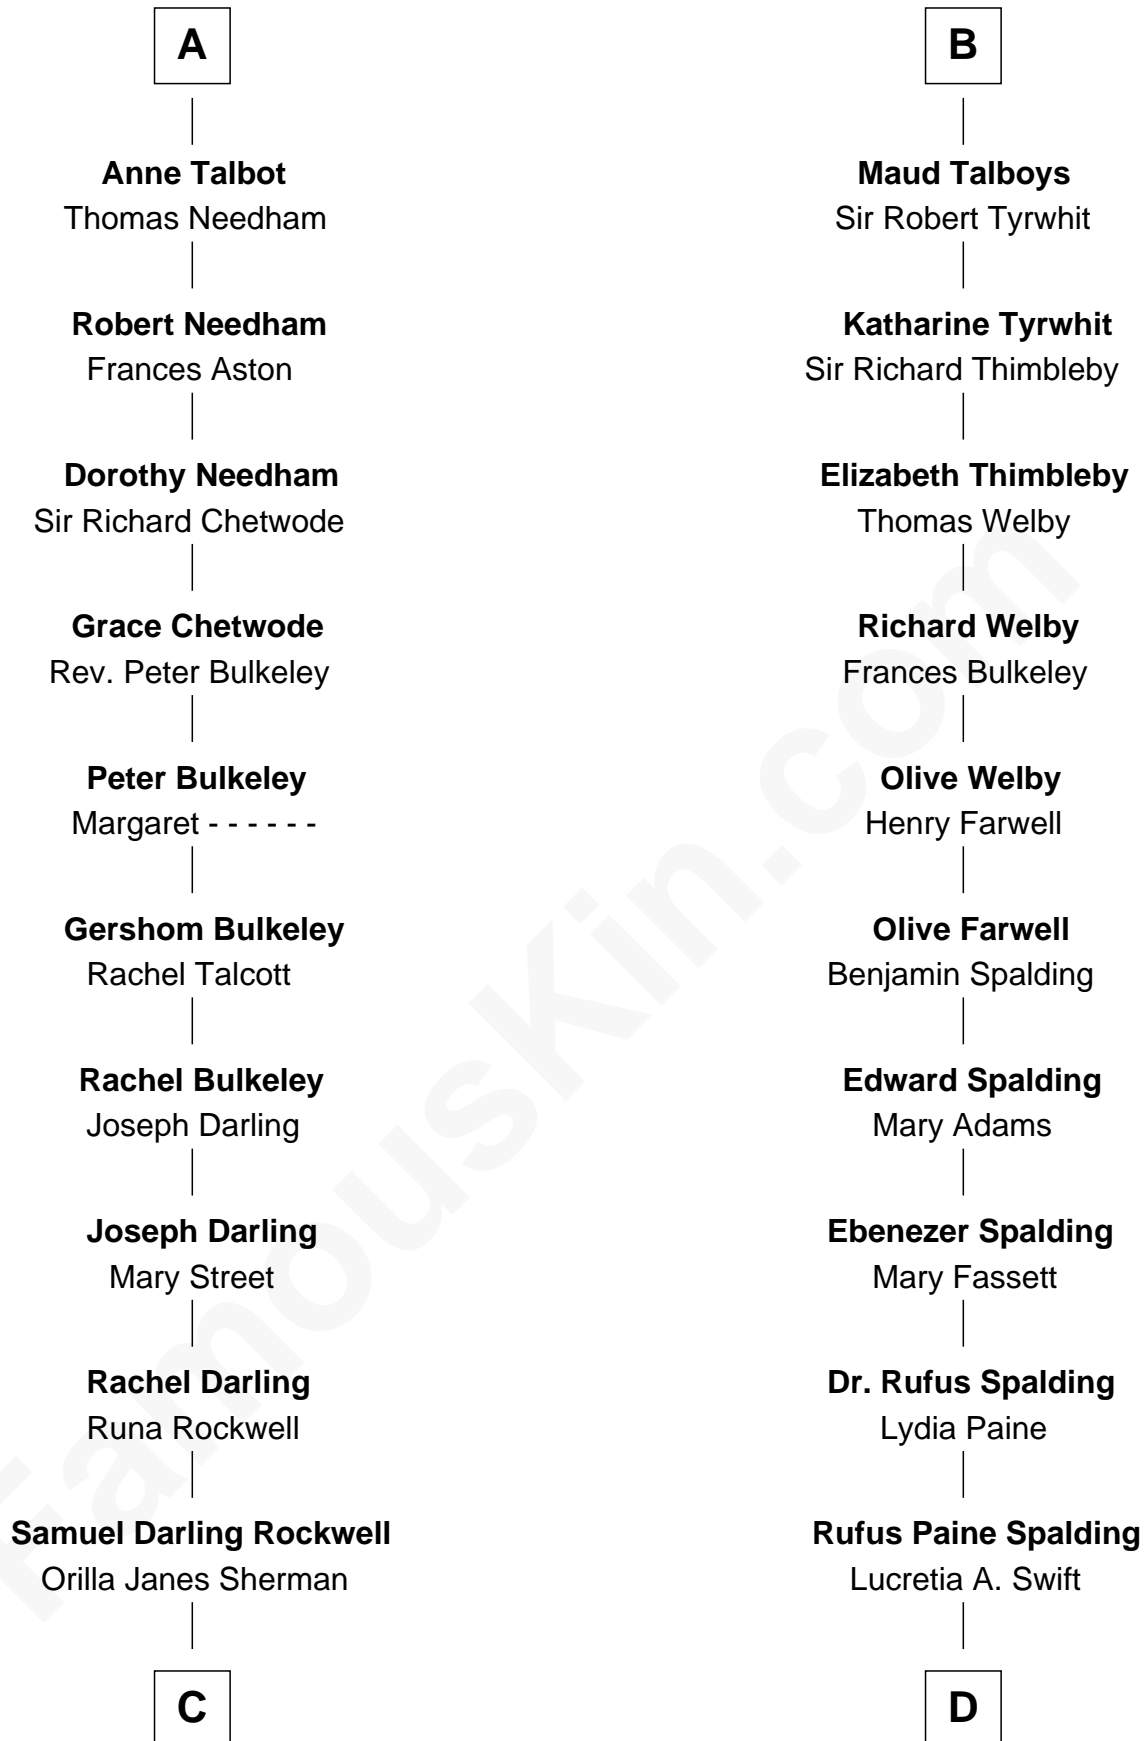 A
Anne Talbot
Thomas Needham
Robert Needham
Frances Aston
Dorothy Needham
Sir Richard Chetwode
Grace Chetwode
Rev. Peter Bulkeley
Peter Bulkeley
Margaret - - - - - -
Gershom Bulkeley
Rachel Talcott
Rachel Bulkeley
Joseph Darling
Joseph Darling
Mary Street
Rachel Darling
Runa Rockwell
Samuel Darling Rockwell
Orilla Janes Sherman
C
B
Maud Talboys
Sir Robert Tyrwhit
Katharine Tyrwhit
Sir Richard Thimbleby
Elizabeth Thimbleby
Thomas Welby
Richard Welby
Frances Bulkeley
Olive Welby
Henry Farwell
Olive Farwell
Benjamin Spalding
Edward Spalding
Mary Adams
Ebenezer Spalding
Mary Fassett
Dr. Rufus Spalding
Lydia Paine
Rufus Paine Spalding
Lucretia A. Swift
D
FamousKin.com